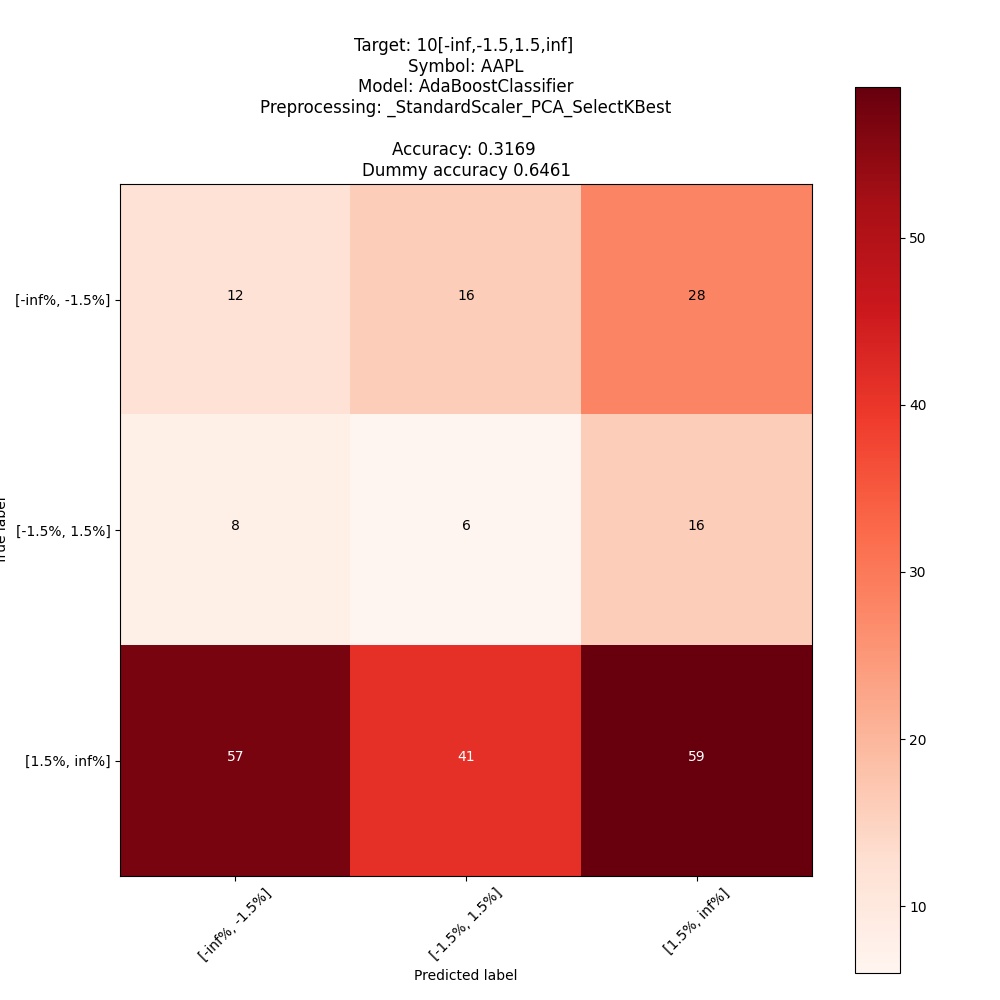 Target: 10[-inf,-1.5,1.5,inf]
Symbol: AAPL
Model: AdaBoostClassifier
Preprocessing: _StandardScaler_PCA_SelectKBest
Accuracy: 0.3169
Dummy accuracy 0.6461
[-inf%, -1.5%]
12
16
28
[-1.5%, 1.5%]
8
6
16
[1.5%, inf%]
57
41
59
[-inf%, -1.5%]
[-1.5%, 1.5%]
[1.5%, inf%]
Predicted label
50
40
30
20
10